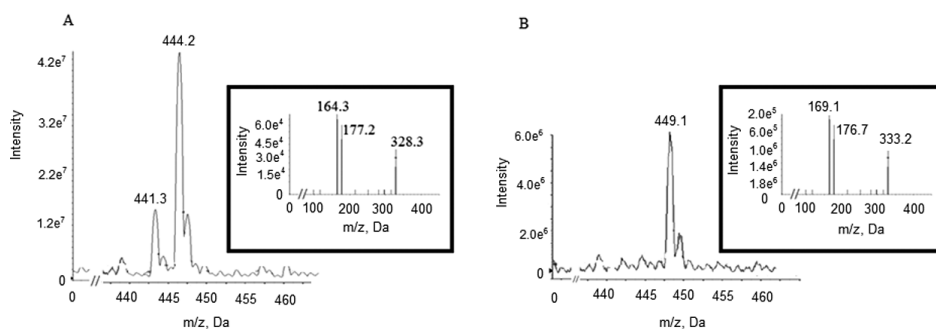 A
444.2
441.3
4.2e⁷
3.2e⁷
2.2e⁷
1.2e⁷
0
Intensity
0 440 445 450 455 460
m/z, Da
164.3
177.2
328.3
6.0e⁴
4.5e⁴
3.0e⁴
1.5e⁴
0
Intensity
0 100 200 300 400
m/z, Da
B
449.1
6.0e⁶
4.0e⁶
2.0e⁶
0
Intensity
0 440 445 450 455 460
m/z, Da
169.1
176.7
333.2
2.0e⁵
6.0e⁵
1.0e⁶
1.4e⁶
1.8e⁶
Intensity
0 100 200 300 400
m/z, Da